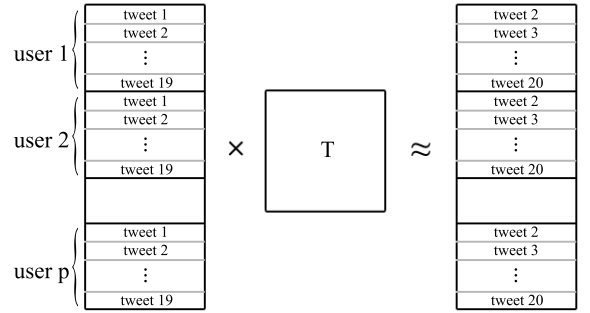 tweet 1
tweet 2
tweet 2
tweet 3
user 1
⋮
⋮
tweet 19
tweet 20
tweet 1
tweet 2
tweet 2
tweet 3
user 2
⋮
×
T
≈
⋮
tweet 19
tweet 20
tweet 1
tweet 2
tweet 2
tweet 3
user p
⋮
⋮
tweet 19
tweet 20